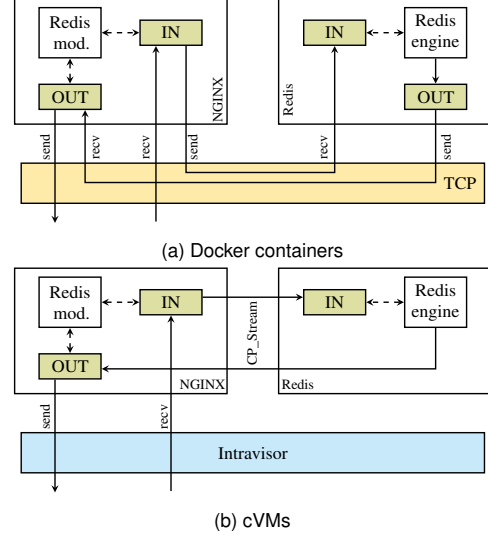 Redis
mod.
IN
IN
Redis
engine
OUT
NGINX
Redis
OUT
send
recv
recv
send
recv
send
TCP
(a) Docker containers
Redis
mod.
IN
CP_Stream
IN
Redis
engine
OUT
NGINX
Redis
send
recv
Intravisor
(b) cVMs